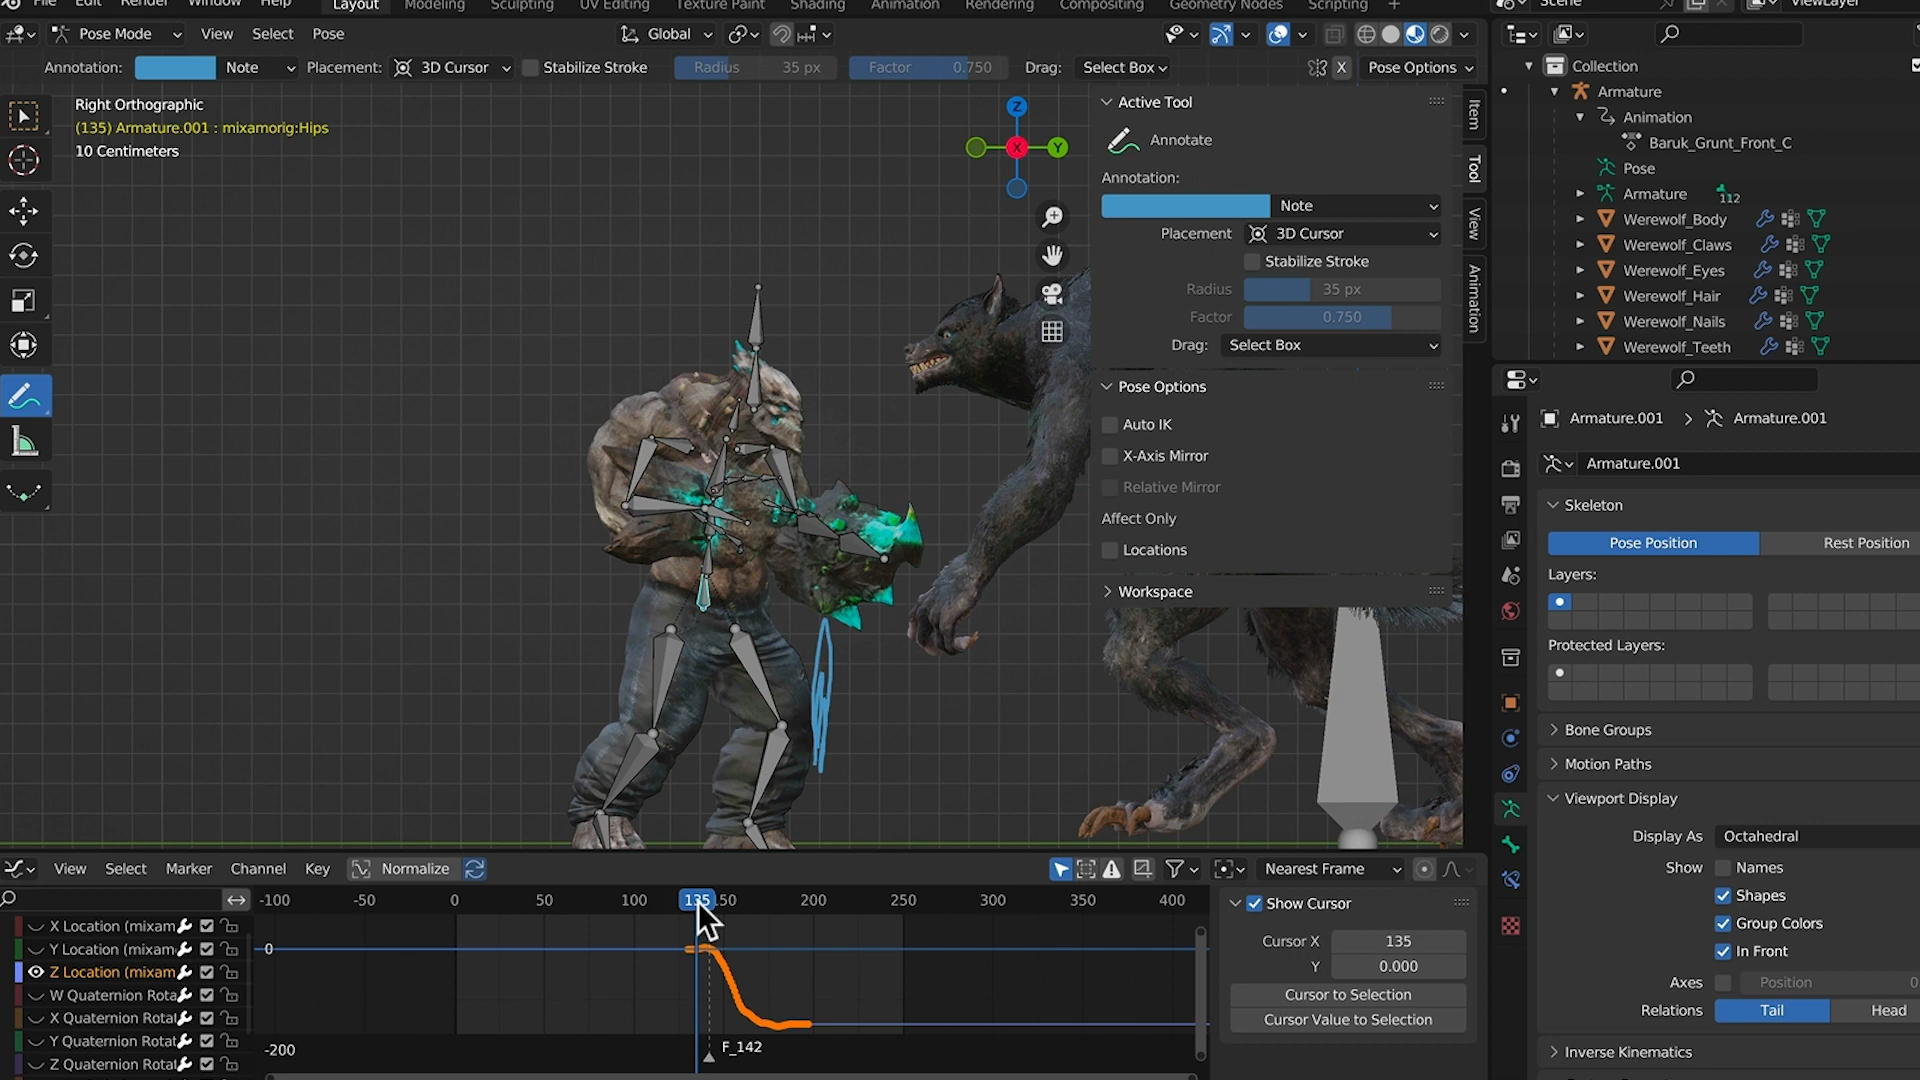 File Edit Render Window Help Layout Modeling Sculpting UV Editing Texture Paint Shading Animation Rendering Compositing Geometry Nodes Scripting + Scene ViewLayer
Pose Mode View Select Pose Global
Annotation: Note Placement: 3D Cursor Stabilize Stroke Radius 35 px Factor 0.750 Drag: Select Box X Pose Options
Right Orthographic
(135) Armature.001 : mixamorig:Hips
10 Centimeters
Z
X
Y
Active Tool
Annotate
Annotation:
Note
Placement 3D Cursor
Stabilize Stroke
Radius 35 px
Factor 0.750
Drag: Select Box
Pose Options
Auto IK
X-Axis Mirror
Relative Mirror
Affect Only
Locations
Workspace
Item
Tool
View
Animation
Collection
Armature
Animation
Baruk_Grunt_Front_C
Pose
Armature 112
Werewolf_Body
Werewolf_Claws
Werewolf_Eyes
Werewolf_Hair
Werewolf_Nails
Werewolf_Teeth
Armature.001 > Armature.001
Armature.001
Skeleton
Pose Position Rest Position
Layers:
Protected Layers:
Bone Groups
Motion Paths
Viewport Display
Display As Octahedral
Show Names
Shapes
Group Colors
In Front
Axes Position 0
Relations Tail Head
Inverse Kinematics
View Select Marker Channel Key Normalize Nearest Frame
-100 -50 0 50 100 135 150 200 250 300 350 400
X Location (mixam
Y Location (mixam
Z Location (mixam
W Quaternion Rota
X Quaternion Rotat
Y Quaternion Rotat
Z Quaternion Rotat
0
-200
F_142
Show Cursor
Cursor X 135
Y 0.000
Cursor to Selection
Cursor Value to Selection